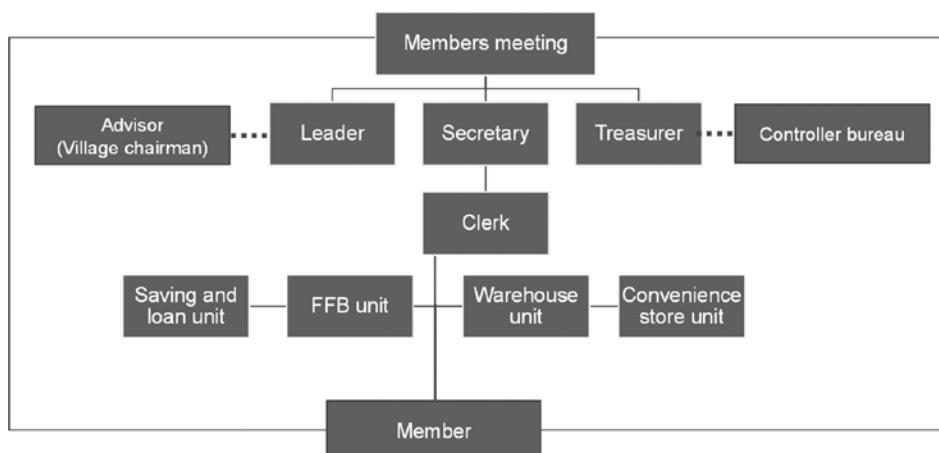 Members meeting
Advisor
(Village chairman)
Leader
Secretary
Treasurer
Controller bureau
Clerk
Saving and
loan unit
FFB unit
Warehouse
unit
Convenience
store unit
Member